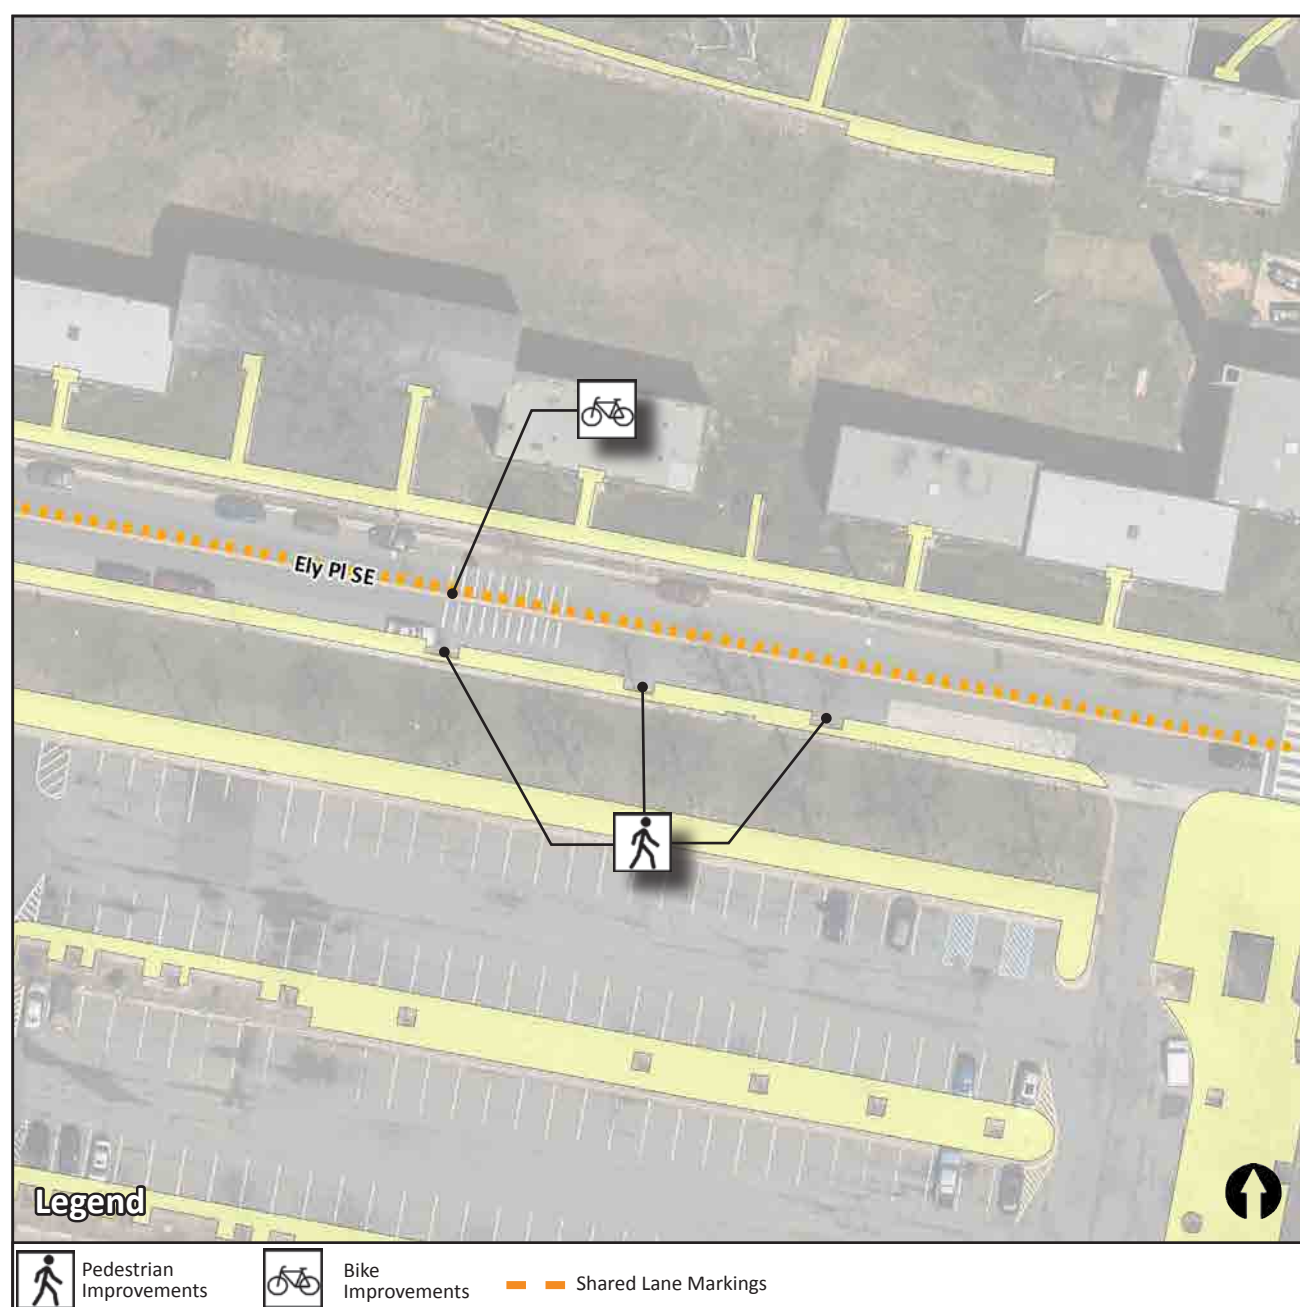 Ely Pl SE
Legend
Pedestrian
Improvements
Bike
Improvements
Shared Lane Markings